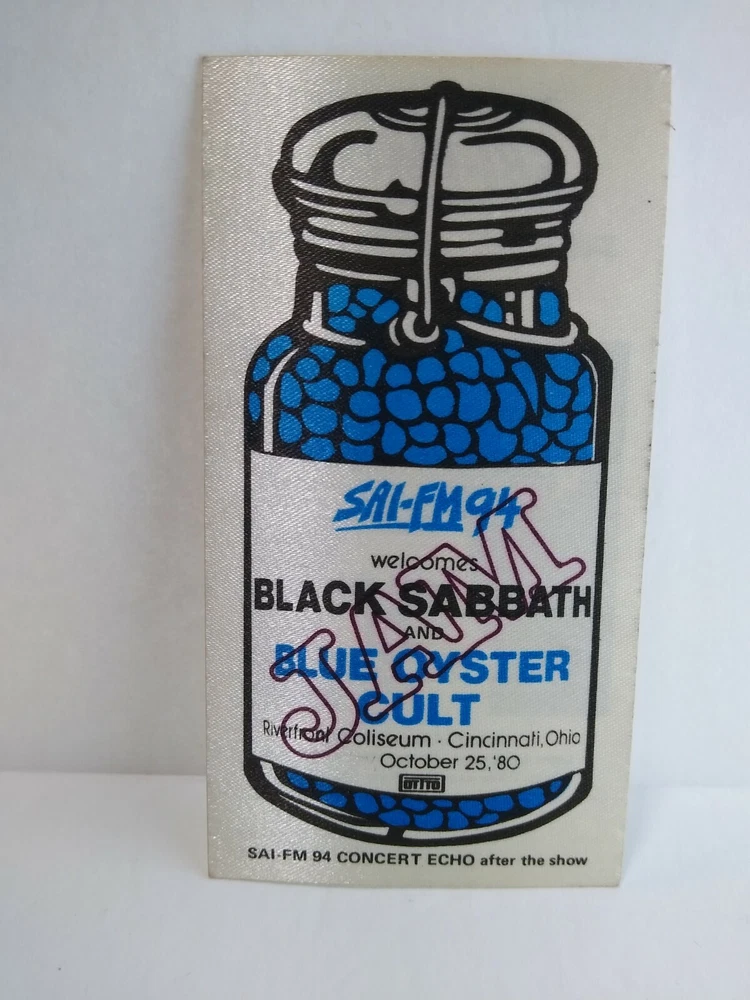 SAI-FM 94
welcomes
BLACK SABBATH
AND
BLUE OYSTER
CULT
JAM
Riverfront Coliseum · Cincinnati, Ohio
October 25, '80
OTTO
SAI-FM 94 CONCERT ECHO after the show